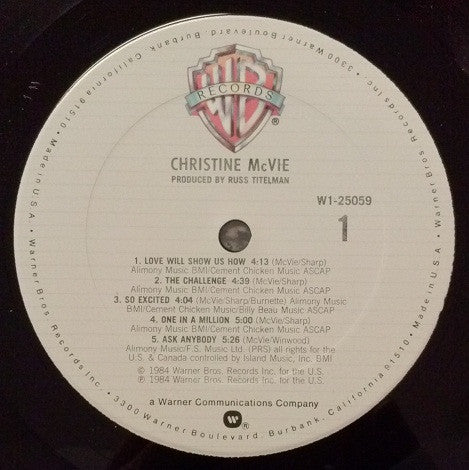 • Made in U.S.A. • Warner Bros. Records Inc. • 3300 Warner Boulevard, Burbank, California 91510 •
• 3300 Warner Boulevard, Burbank, California 91510 • Made in U.S.A. • Warner Bros. Records Inc.
WB
RECORDS
®
CHRISTINE McVIE
PRODUCED BY RUSS TITELMAN
W1-25059
1
1. LOVE WILL SHOW US HOW 4:13 (McVie/Sharp)
Alimony Music BMI/Cement Chicken Music ASCAP
2. THE CHALLENGE 4:39 (McVie/Sharp)
Alimony Music BMI/Cement Chicken Music ASCAP
3. SO EXCITED 4:04 (McVie/Sharp/Burnette) Alimony Music
BMI/Cement Chicken Music/Billy Beau Music ASCAP
4. ONE IN A MILLION 5:00 (McVie/Sharp)
Alimony Music BMI/Cement Chicken Music ASCAP
5. ASK ANYBODY 5:26 (McVie/Winwood)
Alimony Music/F.S. Music Ltd. (PRS) all rights for the
U.S. & Canada controlled by Island Music, Inc. BMI
© 1984 Warner Bros. Records Inc. for the U.S.
℗ 1984 Warner Bros. Records Inc. for the U.S.
a Warner Communications Company